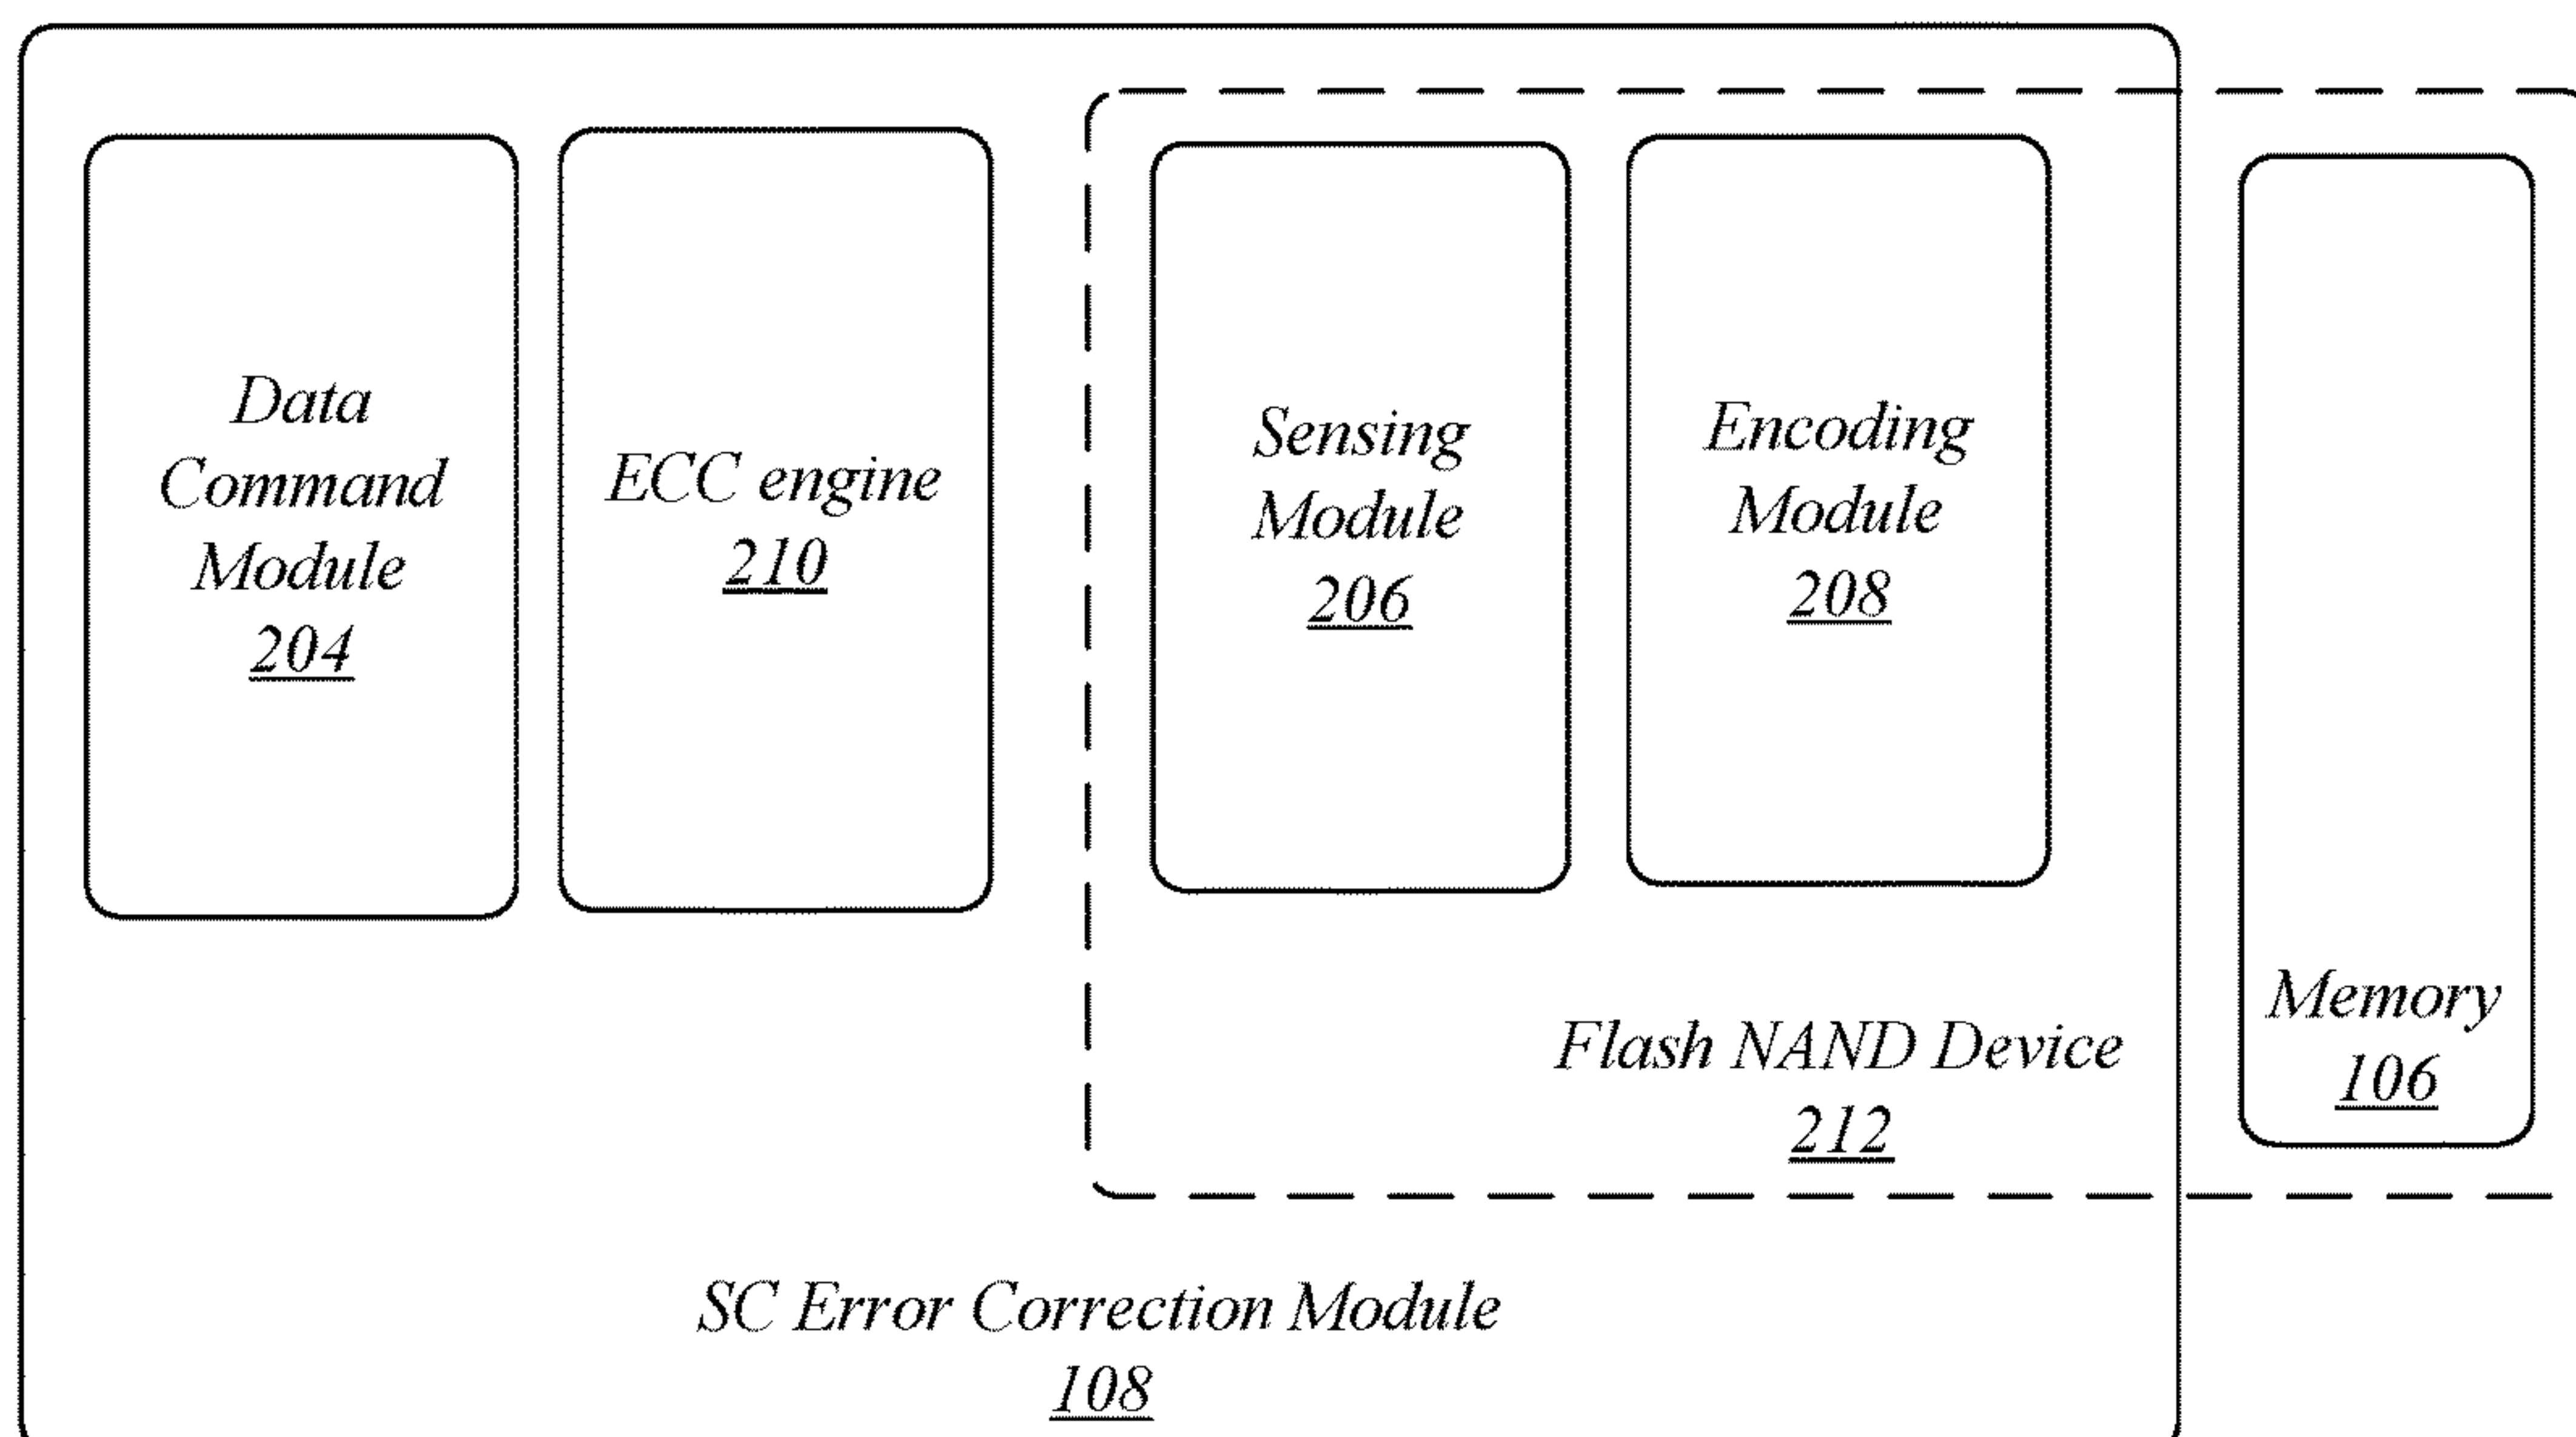 Data
Command
Module
204
ECC engine
210
Sensing
Module
206
Encoding
Module
208
Memory
106
Flash NAND Device
212
SC Error Correction Module
108